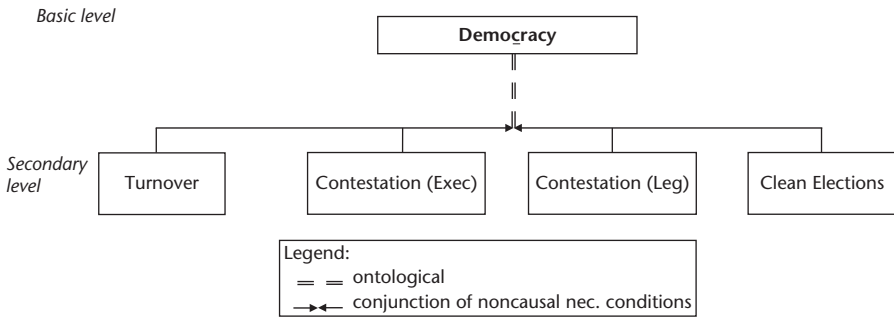 Basic level
Democracy
Secondary
level
Turnover
Contestation (Exec)
Contestation (Leg)
Clean Elections
Legend:
ontological
conjunction of noncausal nec. conditions